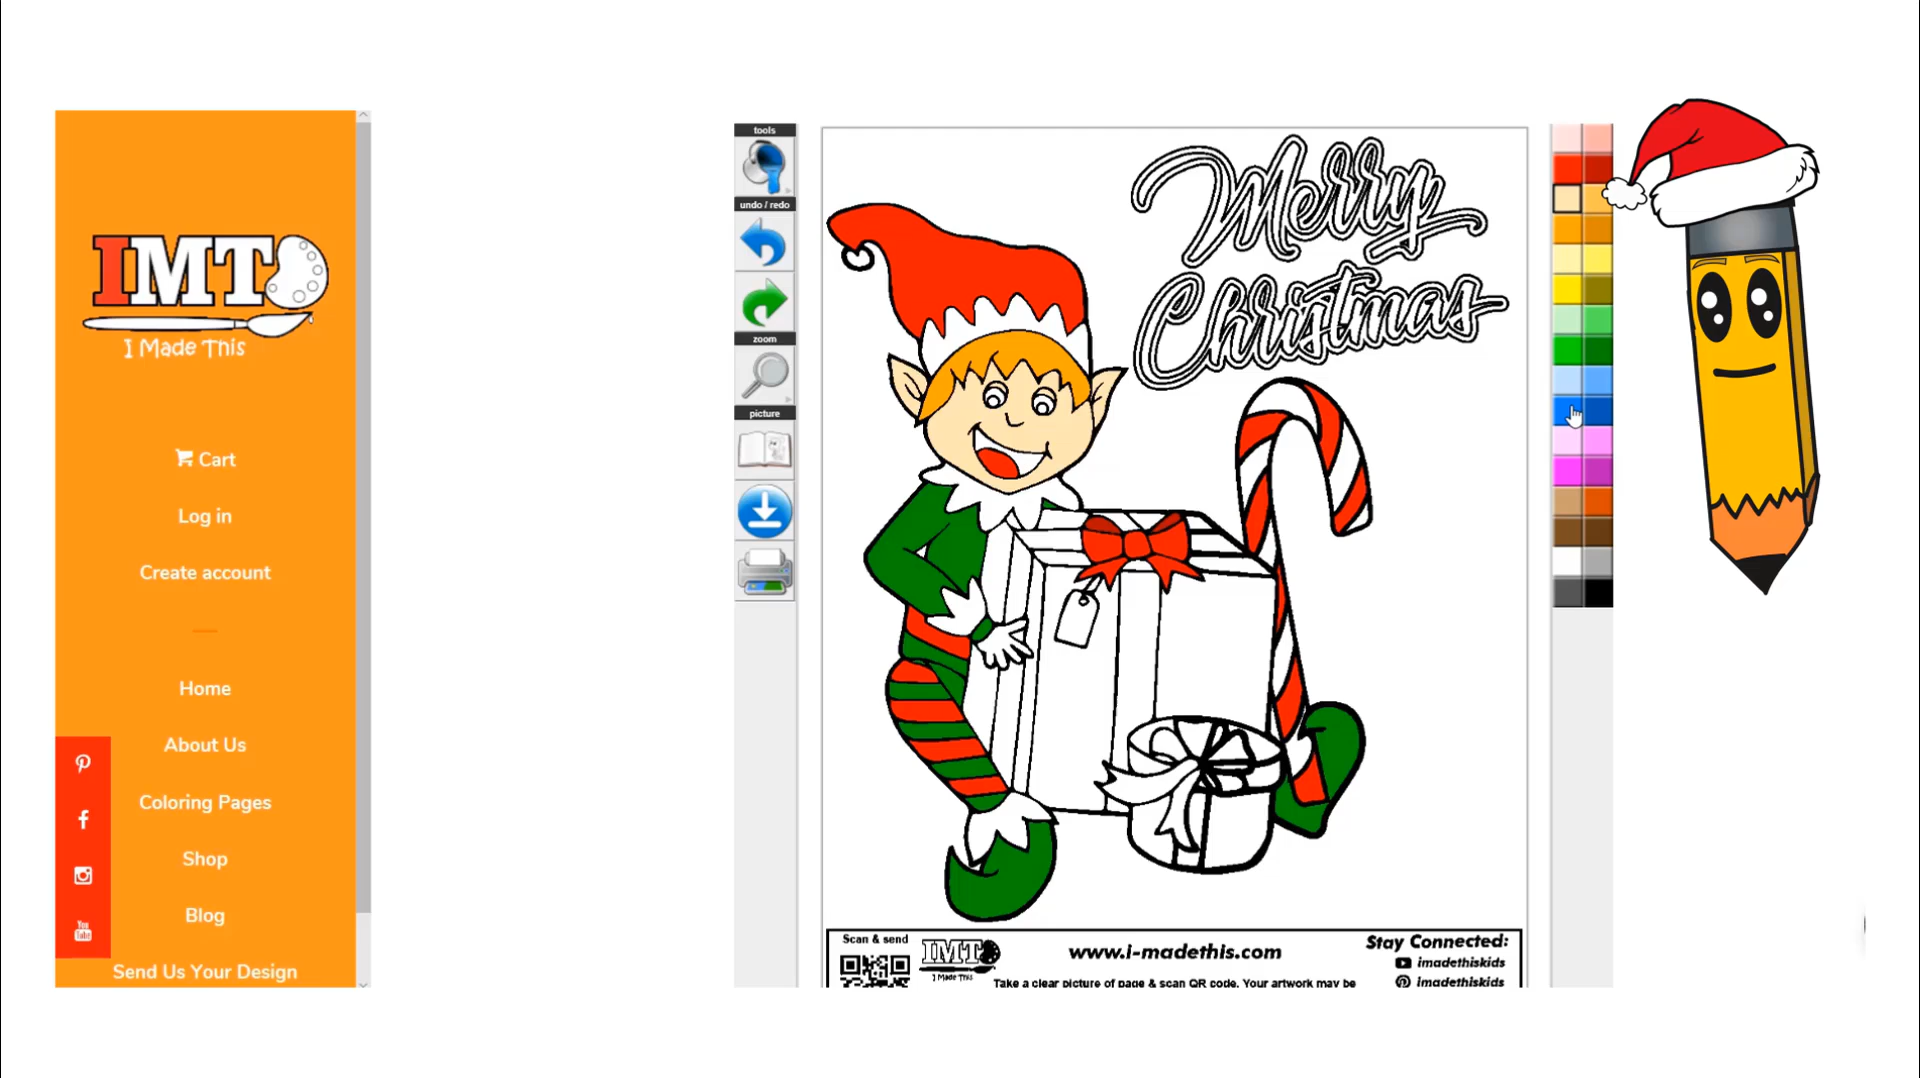 IMT
I Made This
Cart
Log in
Create account
Home
About Us
Coloring Pages
Shop
Blog
Send Us Your Design
You
Tube
tools
undo / redo
zoom
picture
Merry
Christmas
Scan & send
IMT
I Made This
www.i-madethis.com
Take a clear picture of page & scan QR code. Your artwork may be
Stay Connected:
imadethiskids
imadethiskids